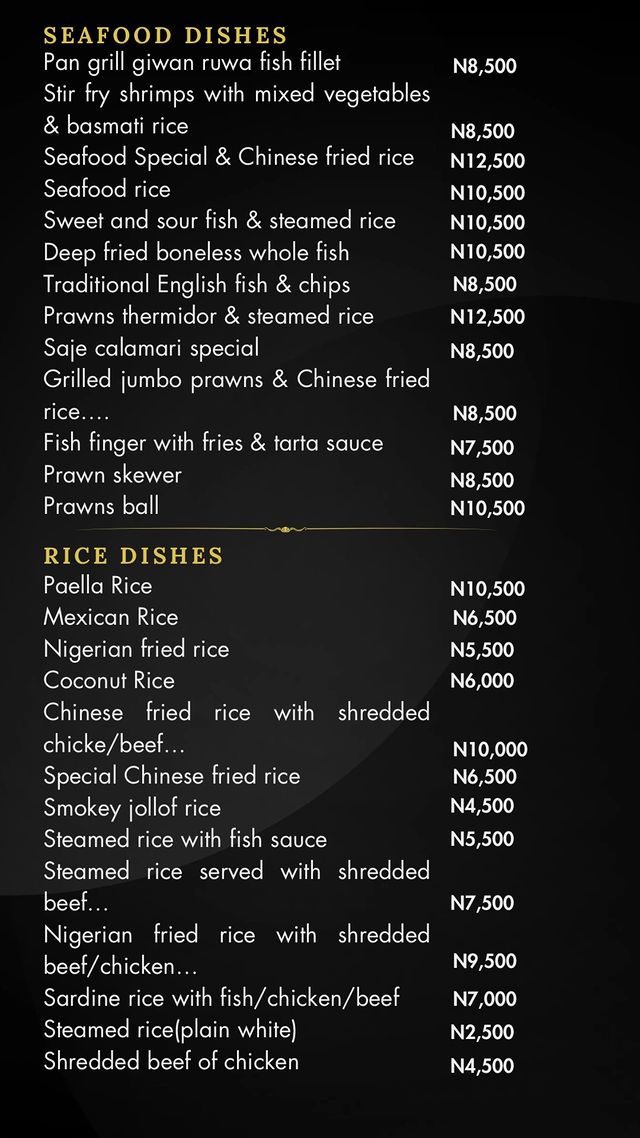 SEAFOOD DISHES
Pan grill giwan ruwa fish fillet N8,500
Stir fry shrimps with mixed vegetables
& basmati rice N8,500
Seafood Special & Chinese fried rice N12,500
Seafood rice N10,500
Sweet and sour fish & steamed rice N10,500
Deep fried boneless whole fish N10,500
Traditional English fish & chips N8,500
Prawns thermidor & steamed rice N12,500
Saje calamari special N8,500
Grilled jumbo prawns & Chinese fried
rice.... N8,500
Fish finger with fries & tarta sauce N7,500
Prawn skewer N8,500
Prawns ball N10,500
RICE DISHES
Paella Rice N10,500
Mexican Rice N6,500
Nigerian fried rice N5,500
Coconut Rice N6,000
Chinese fried rice with shredded
chicke/beef... N10,000
Special Chinese fried rice N6,500
Smokey jollof rice N4,500
Steamed rice with fish sauce N5,500
Steamed rice served with shredded
beef... N7,500
Nigerian fried rice with shredded
beef/chicken... N9,500
Sardine rice with fish/chicken/beef N7,000
Steamed rice(plain white) N2,500
Shredded beef of chicken N4,500